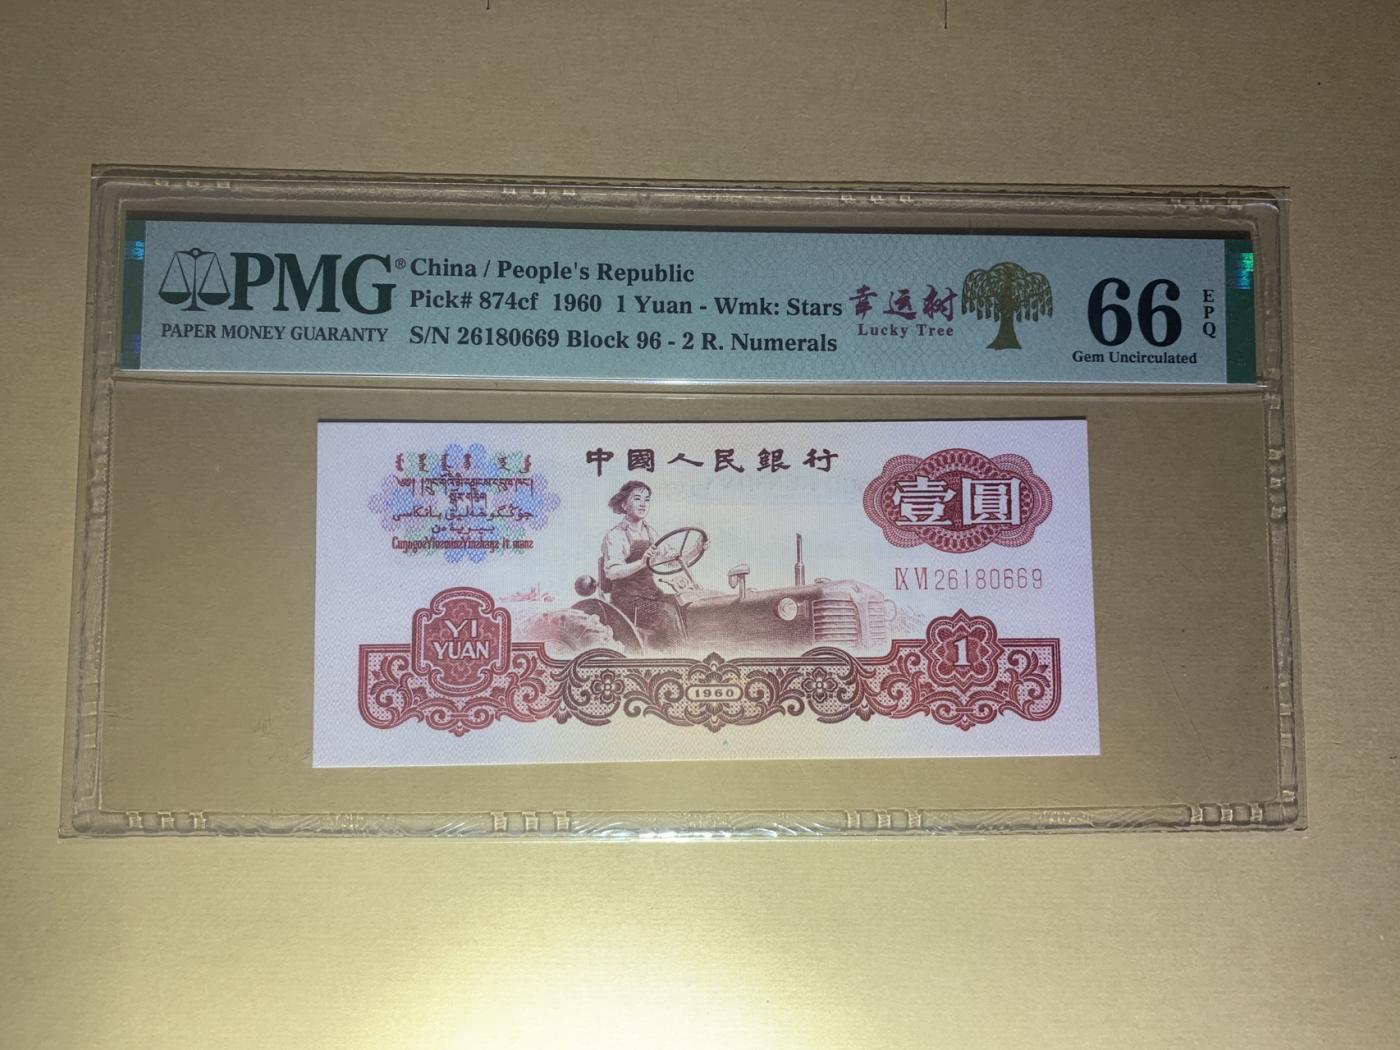 PMG® China / People's Republic
Pick# 874cf 1960 1 Yuan - Wmk: Stars
PAPER MONEY GUARANTY S/N 26180669 Block 96 - 2 R. Numerals
幸运树
Lucky Tree
66 EPQ
Gem Uncirculated
中國人民銀行
壹圓
ⅨⅥ 26180669
YI
YUAN
1
1960